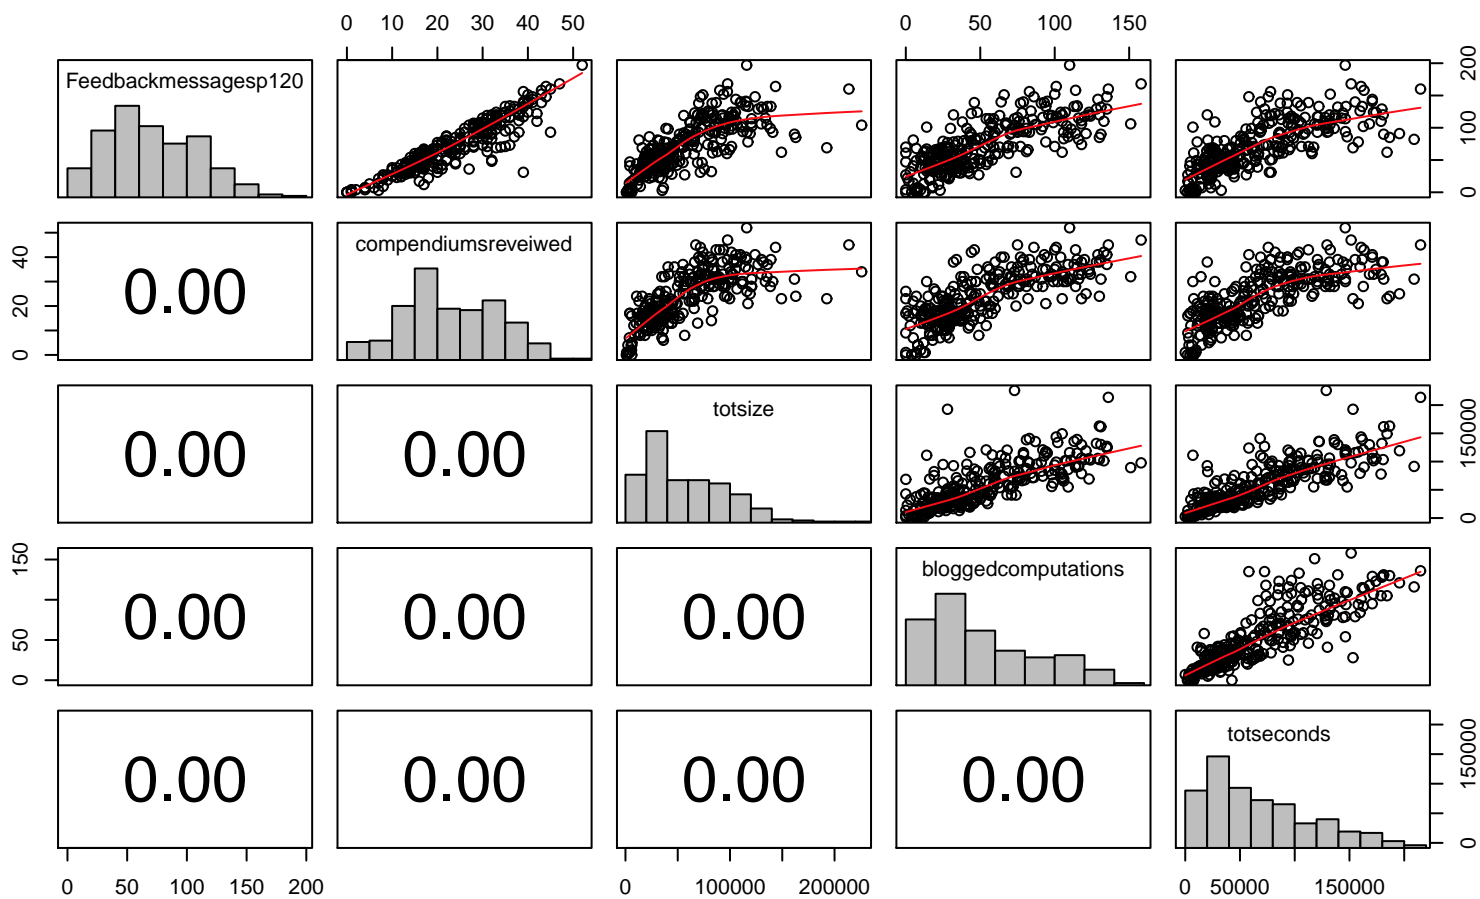 0 10 20 30 40 50 0 50 100 150
Feedbackmessagesp120
0 100 200
compendiumsreveiwed
0 20 40
0.00
totsize
0 150000
0.00 0.00
bloggedcomputations
0 50 150
0.00 0.00 0.00
totseconds
0 150000
0.00 0.00 0.00 0.00
0 50 100 150 200 0 100000 200000 0 50000 150000